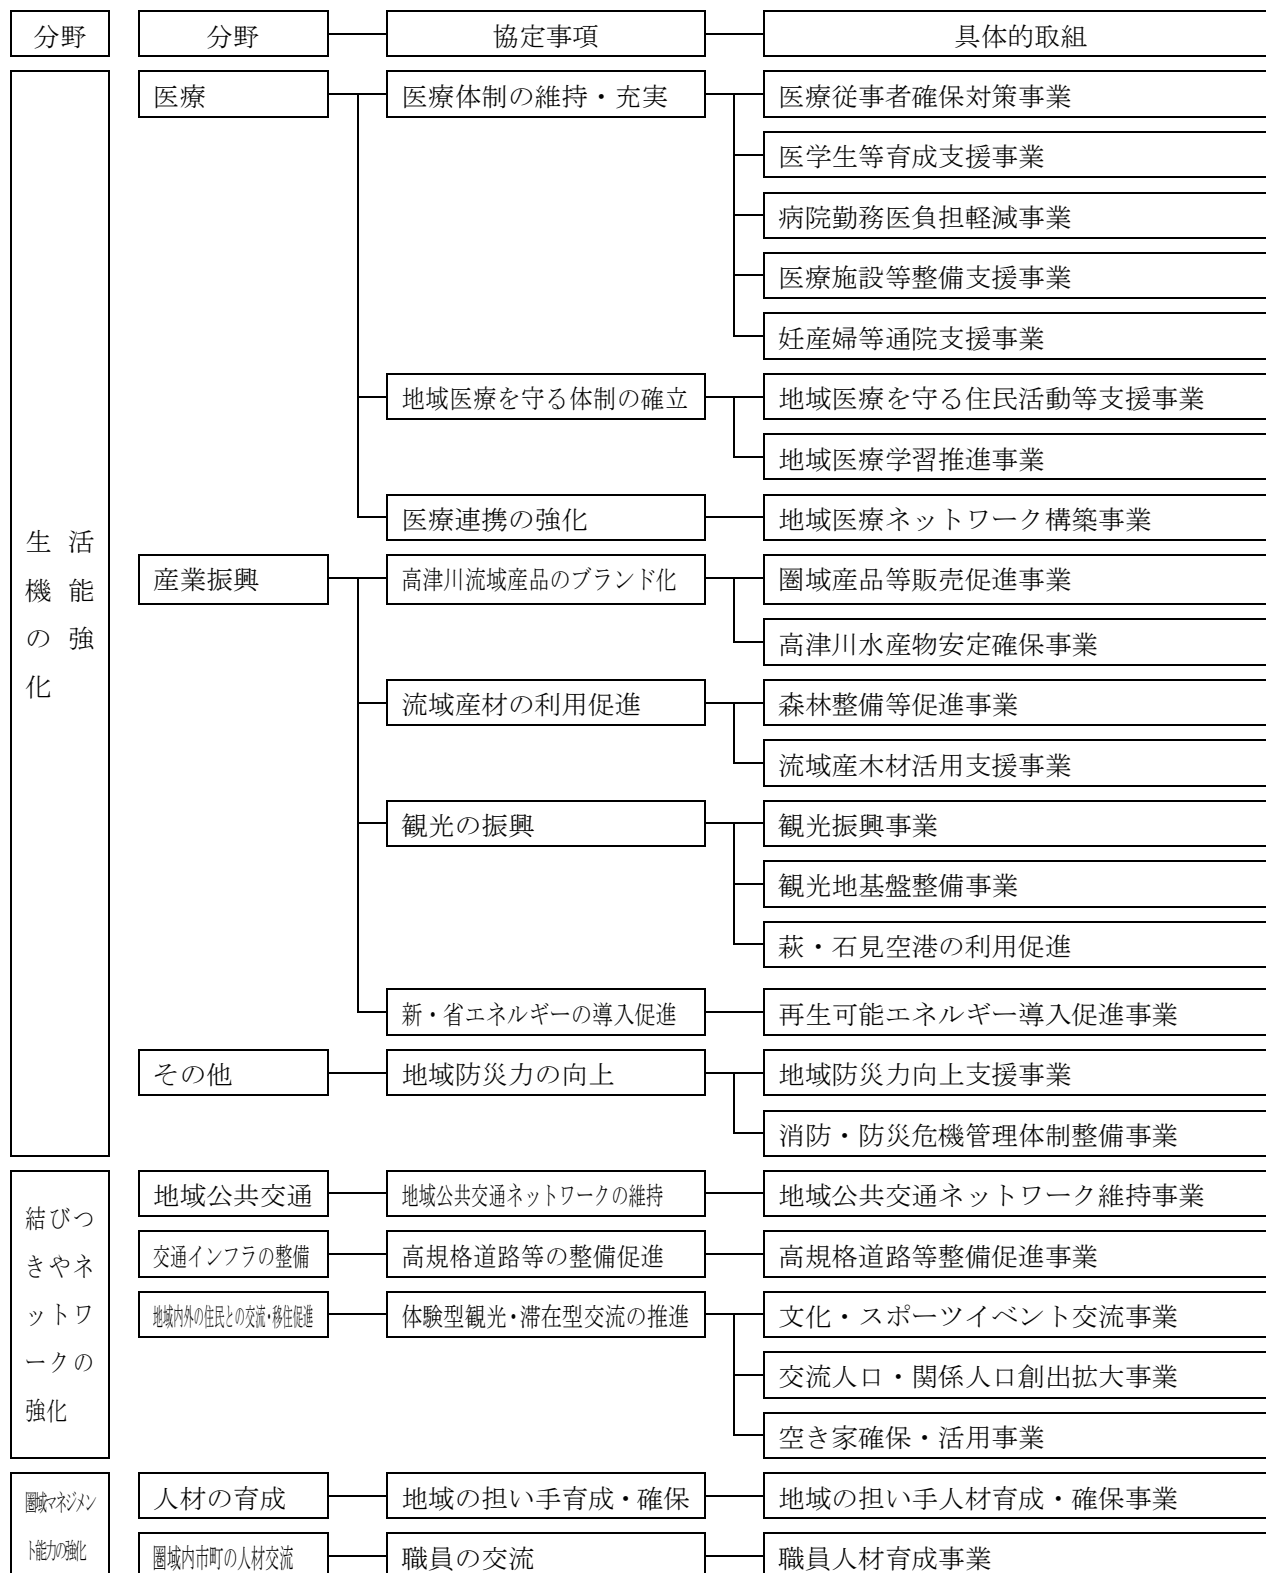 分野 分野 協定事項 具体的取組
生活機能の強化
医療 医療体制の維持・充実 医療従事者確保対策事業
医学生等育成支援事業
病院勤務医負担軽減事業
医療施設等整備支援事業
妊産婦等通院支援事業
地域医療を守る体制の確立 地域医療を守る住民活動等支援事業
地域医療学習推進事業
医療連携の強化 地域医療ネットワーク構築事業
産業振興 高津川流域産品のブランド化 圏域産品等販売促進事業
高津川水産物安定確保事業
流域産材の利用促進 森林整備等促進事業
流域産木材活用支援事業
観光の振興 観光振興事業
観光地基盤整備事業
萩・石見空港の利用促進
新・省エネルギーの導入促進 再生可能エネルギー導入促進事業
その他 地域防災力の向上 地域防災力向上支援事業
消防・防災危機管理体制整備事業
結びつきやネットワークの強化
地域公共交通 地域公共交通ネットワークの維持 地域公共交通ネットワーク維持事業
交通インフラの整備 高規格道路等の整備促進 高規格道路等整備促進事業
地域内外の住民との交流・移住促進 体験型観光・滞在型交流の推進 文化・スポーツイベント交流事業
交流人口・関係人口創出拡大事業
空き家確保・活用事業
圏域マネジメント能力の強化
人材の育成 地域の担い手育成・確保 地域の担い手人材育成・確保事業
圏域内市町の人材交流 職員の交流 職員人材育成事業